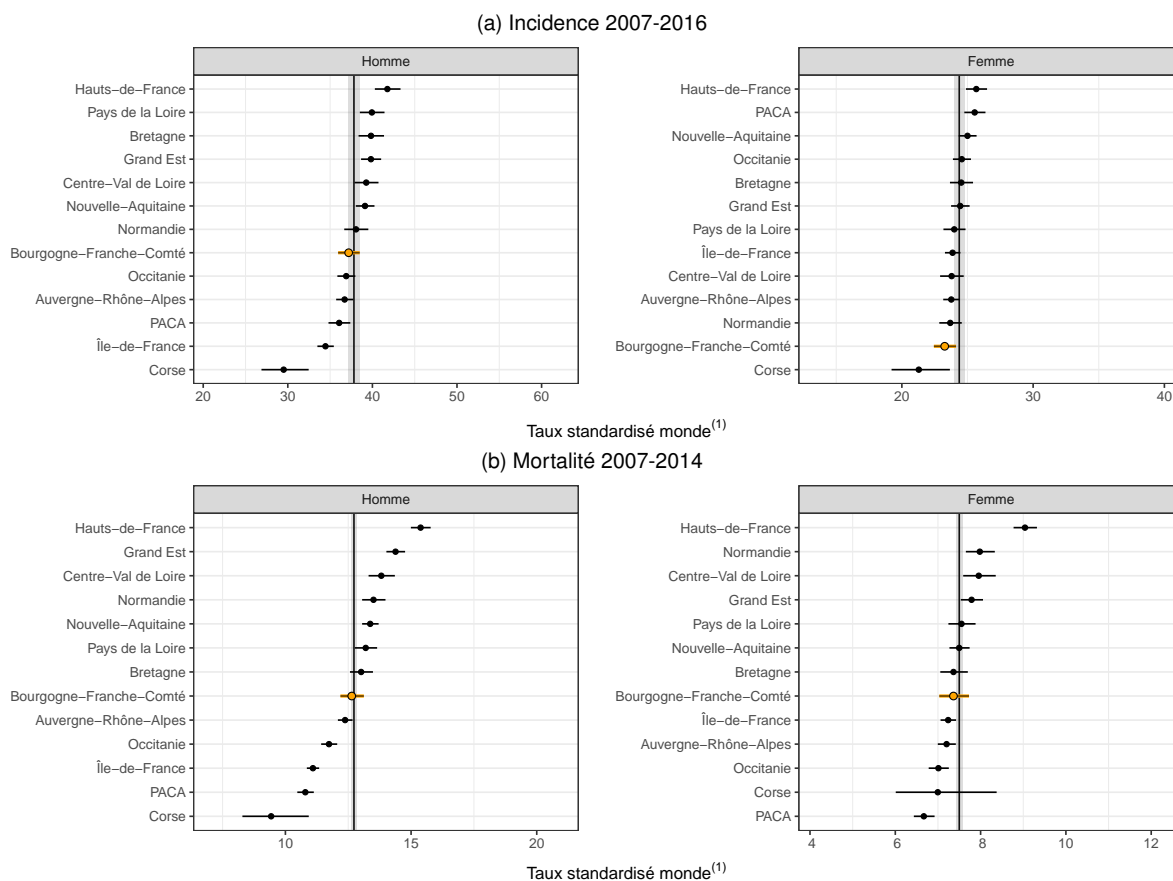 (a) Incidence 2007-2016
Homme
Hauts−de−France
Pays de la Loire
Bretagne
Grand Est
Centre−Val de Loire
Nouvelle−Aquitaine
Normandie
Bourgogne−Franche−Comté
Occitanie
Auvergne−Rhône−Alpes
PACA
Île−de−France
Corse
20 30 40 50 60
Femme
Hauts−de−France
PACA
Nouvelle−Aquitaine
Occitanie
Bretagne
Grand Est
Pays de la Loire
Île−de−France
Centre−Val de Loire
Auvergne−Rhône−Alpes
Normandie
Bourgogne−Franche−Comté
Corse
20 30 40
Taux standardisé monde(1)
(b) Mortalité 2007-2014
Homme
Hauts−de−France
Grand Est
Centre−Val de Loire
Normandie
Nouvelle−Aquitaine
Pays de la Loire
Bretagne
Bourgogne−Franche−Comté
Auvergne−Rhône−Alpes
Occitanie
Île−de−France
PACA
Corse
10 15 20
Femme
Hauts−de−France
Normandie
Centre−Val de Loire
Grand Est
Pays de la Loire
Nouvelle−Aquitaine
Bretagne
Bourgogne−Franche−Comté
Île−de−France
Auvergne−Rhône−Alpes
Occitanie
Corse
PACA
4 6 8 10 12
Taux standardisé monde(1)